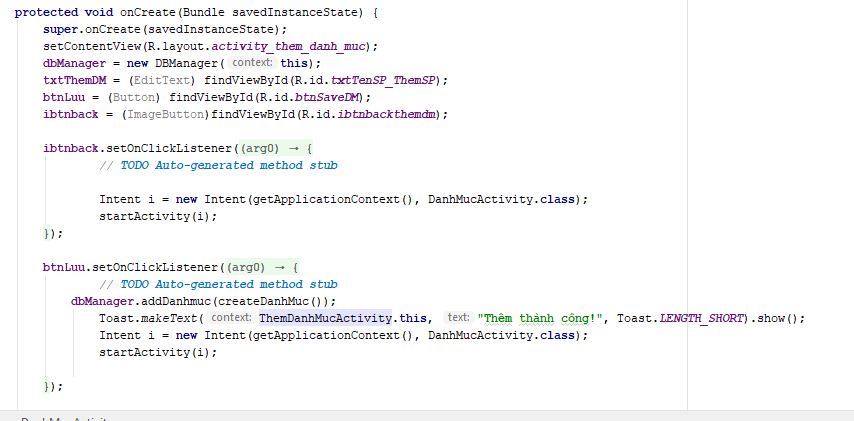 protected void onCreate(Bundle savedInstanceState) {
super.onCreate(savedInstanceState);
setContentView(R.layout.activity_them_danh_muc);
dbManager = new DBManager( context: this);
txtThemDM = (EditText) findViewById(R.id.txtTenSP_ThemSP);
btnLuu = (Button) findViewById(R.id.btnSaveDM);
ibtnback = (ImageButton)findViewById(R.id.ibtnbackthemdm);
ibtnback.setOnClickListener((arg0) → {
// TODO Auto-generated method stub
Intent i = new Intent(getApplicationContext(), DanhMucActivity.class);
startActivity(i);
});
btnLuu.setOnClickListener((arg0) → {
// TODO Auto-generated method stub
dbManager.addDanhmuc(createDanhMuc());
Toast.makeText( context: ThemDanhMucActivity.this, text: "Thêm thành công!", Toast.LENGTH_SHORT).show();
Intent i = new Intent(getApplicationContext(), DanhMucActivity.class);
startActivity(i);
});